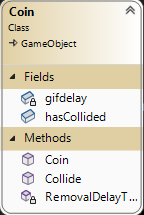 Coin
Class
GameObject
Fields
gifdelay
hasCollided
Methods
Coin
Collide
RemovalDelayT...